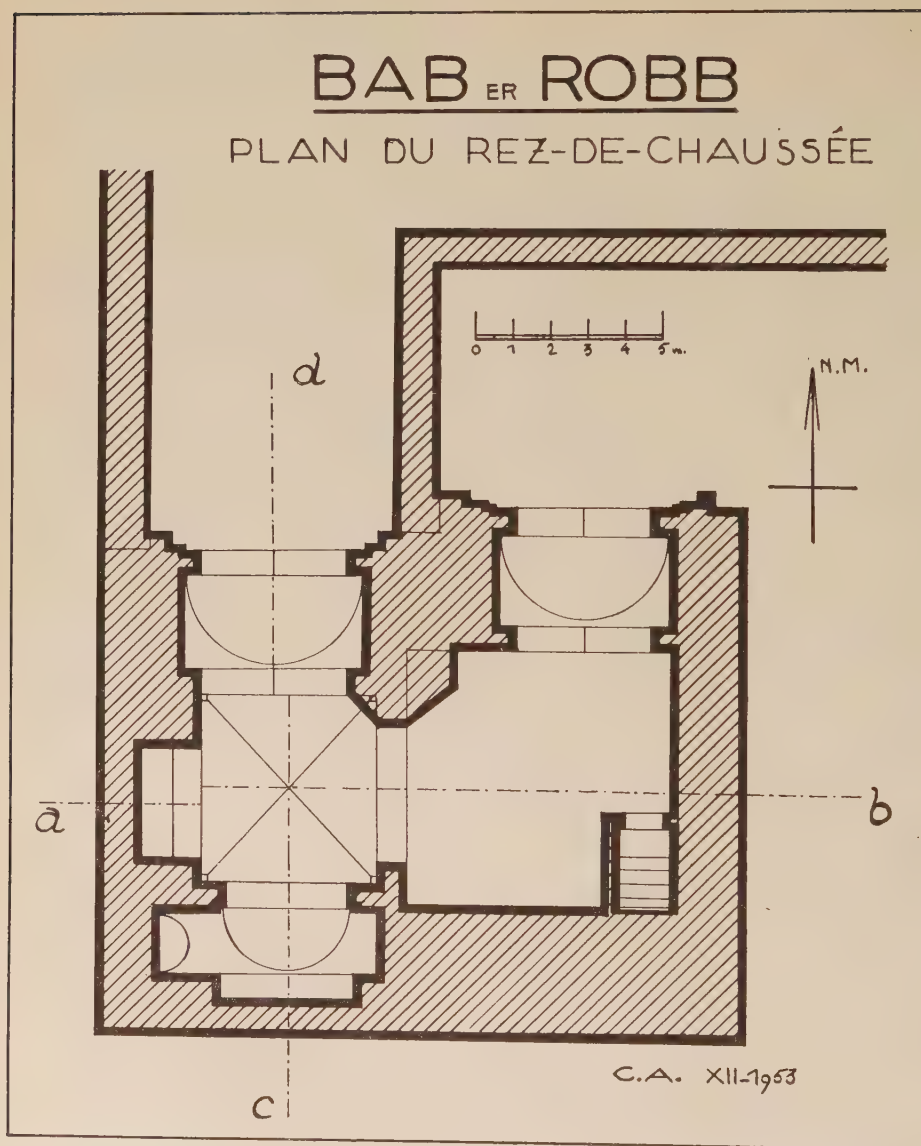 BAB ER ROBB
PLAN DU REZ-DE-CHAUSSÉE
0 1 2 3 4 5 m.
N.M.
d
a
b
c
C.A. XII-1953